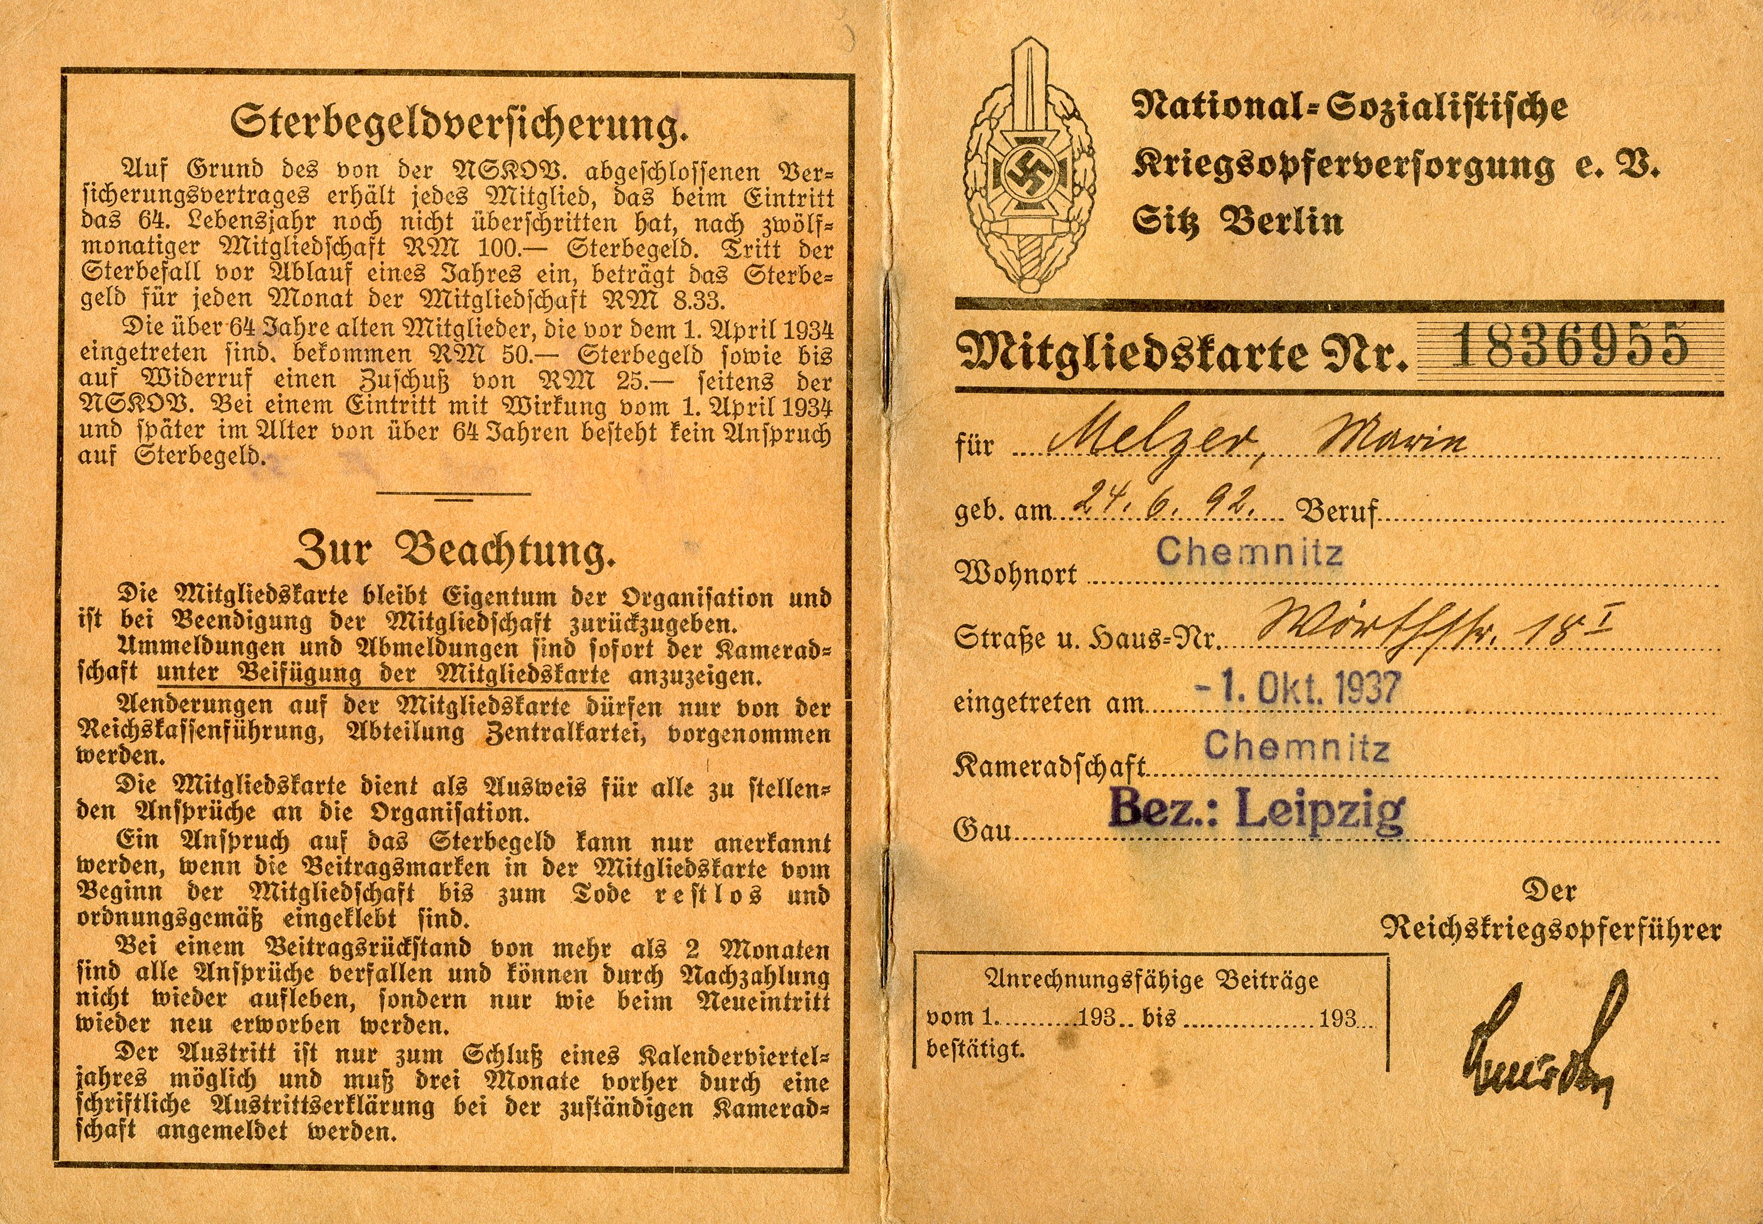 Sterbegeldversicherung.
Auf Grund des von der NSKOV. abgeschlossenen Ver-
sicherungsvertrages erhält jedes Mitglied, das beim Eintritt
das 64. Lebensjahr noch nicht überschritten hat, nach zwölf-
monatiger Mitgliedschaft RM 100.— Sterbegeld. Tritt der
Sterbefall vor Ablauf eines Jahres ein, beträgt das Sterbe-
geld für jeden Monat der Mitgliedschaft RM 8.33.
Die über 64 Jahre alten Mitglieder, die vor dem 1. April 1934
eingetreten sind, bekommen RM 50.— Sterbegeld sowie bis
auf Widerruf einen Zuschuß von RM 25.— seitens der
NSKOV. Bei einem Eintritt mit Wirkung vom 1. April 1934
und später im Alter von über 64 Jahren besteht kein Anspruch
auf Sterbegeld.
Zur Beachtung.
Die Mitgliedskarte bleibt Eigentum der Organisation und
ist bei Beendigung der Mitgliedschaft zurückzugeben.
Ummeldungen und Abmeldungen sind sofort der Kamerad-
schaft unter Beifügung der Mitgliedskarte anzuzeigen.
Aenderungen auf der Mitgliedskarte dürfen nur von der
Reichskassenführung, Abteilung Zentralkartei, vorgenommen
werden.
Die Mitgliedskarte dient als Ausweis für alle zu stellen-
den Ansprüche an die Organisation.
Ein Anspruch auf das Sterbegeld kann nur anerkannt
werden, wenn die Beitragsmarken in der Mitgliedskarte vom
Beginn der Mitgliedschaft bis zum Tode restlos und
ordnungsgemäß eingeklebt sind.
Bei einem Beitragsrückstand von mehr als 2 Monaten
sind alle Ansprüche verfallen und können durch Nachzahlung
nicht wieder aufleben, sondern nur wie beim Neueintritt
wieder neu erworben werden.
Der Austritt ist nur zum Schluß eines Kalenderviertel-
jahres möglich und muß drei Monate vorher durch eine
schriftliche Austrittserklärung bei der zuständigen Kamerad-
schaft angemeldet werden.
National-Sozialistische
Kriegsopferversorgung e. V.
Sitz Berlin
Mitgliedskarte Nr. 1836955
für Melzer, Marie
geb. am 24. 6. 92. Beruf
Wohnort Chemnitz
Straße u. Haus-Nr. Wörthstr. 18 I
eingetreten am -1. Okt. 1937
Kameradschaft Chemnitz
Gau Bez.: Leipzig
Der
Reichskriegsopferführer
Anrechnungsfähige Beiträge
vom 1. 193 bis 193
bestätigt.